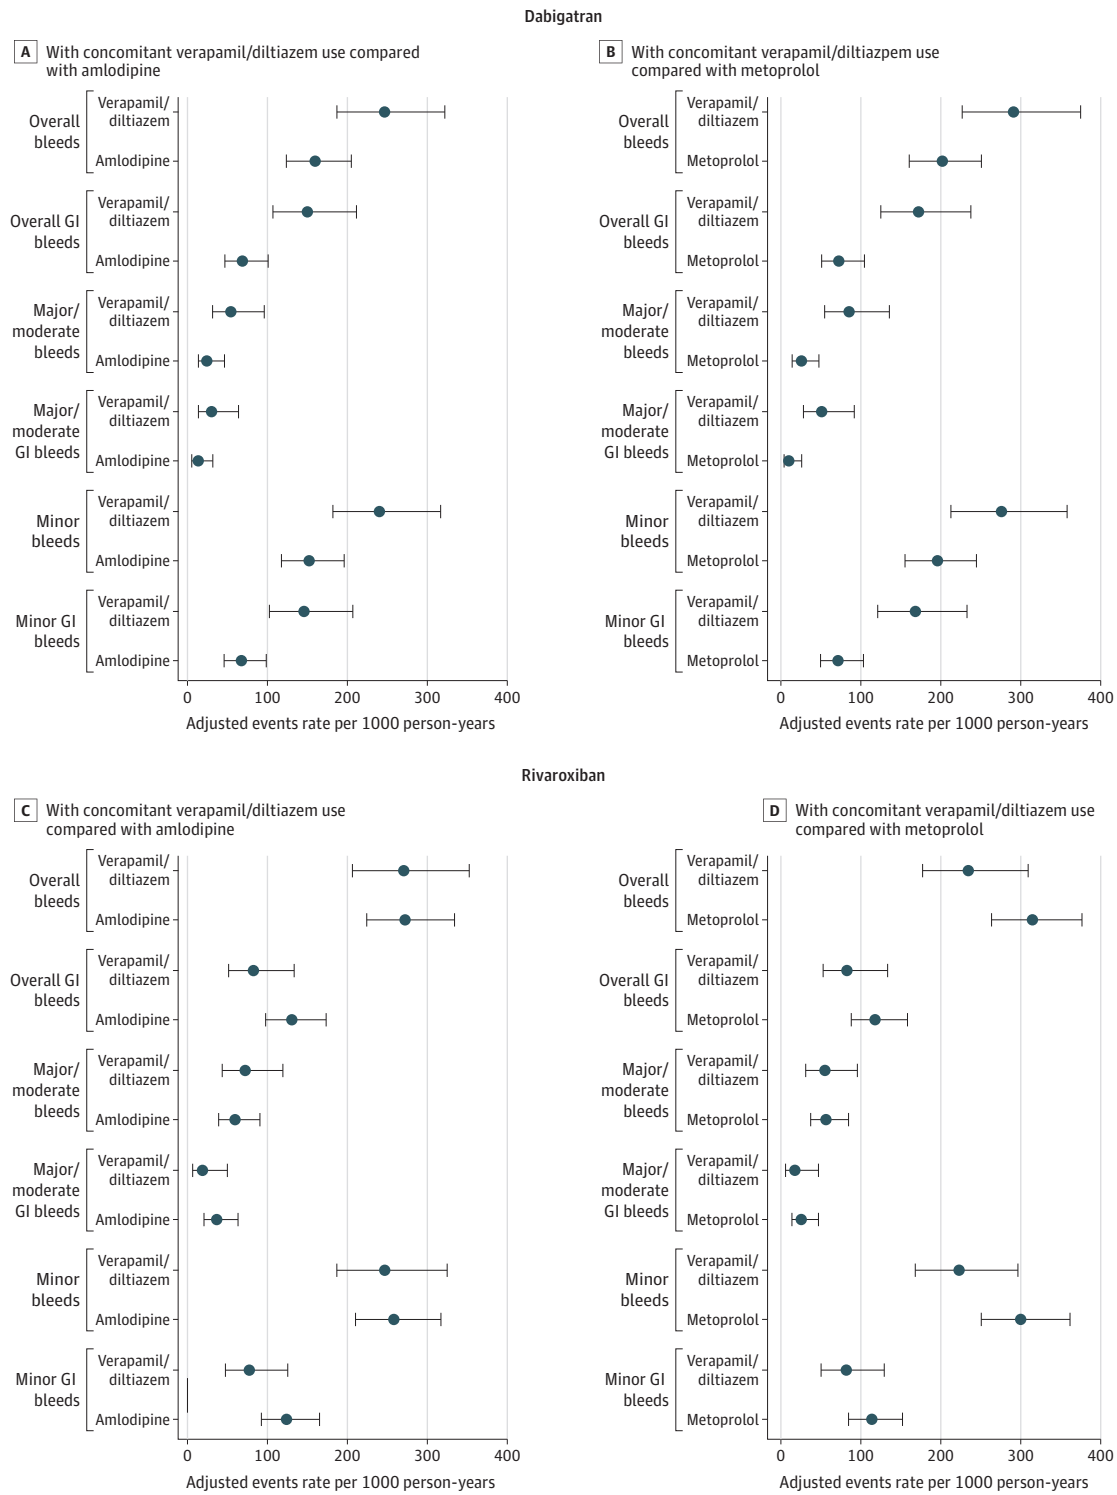 Dabigatran
A With concomitant verapamil/diltiazem use compared
with amlodipine
Overall
bleeds
Verapamil/
diltiazem
Amlodipine
Overall GI
bleeds
Verapamil/
diltiazem
Amlodipine
Major/
moderate
bleeds
Verapamil/
diltiazem
Amlodipine
Major/
moderate
GI bleeds
Verapamil/
diltiazem
Amlodipine
Minor
bleeds
Verapamil/
diltiazem
Amlodipine
Minor GI
bleeds
Verapamil/
diltiazem
Amlodipine
0 100 200 300 400
Adjusted events rate per 1000 person-years
B With concomitant verapamil/diltiazpem use
compared with metoprolol
Overall
bleeds
Verapamil/
diltiazem
Metoprolol
Overall GI
bleeds
Verapamil/
diltiazem
Metoprolol
Major/
moderate
bleeds
Verapamil/
diltiazem
Metoprolol
Major/
moderate
GI bleeds
Verapamil/
diltiazem
Metoprolol
Minor
bleeds
Verapamil/
diltiazem
Metoprolol
Minor GI
bleeds
Verapamil/
diltiazem
Metoprolol
0 100 200 300 400
Adjusted events rate per 1000 person-years
Rivaroxiban
C With concomitant verapamil/diltiazem use
compared with amlodipine
Overall
bleeds
Verapamil/
diltiazem
Amlodipine
Overall GI
bleeds
Verapamil/
diltiazem
Amlodipine
Major/
moderate
bleeds
Verapamil/
diltiazem
Amlodipine
Major/
moderate
GI bleeds
Verapamil/
diltiazem
Amlodipine
Minor
bleeds
Verapamil/
diltiazem
Amlodipine
Minor GI
bleeds
Verapamil/
diltiazem
Amlodipine
0 100 200 300 400
Adjusted events rate per 1000 person-years
D With concomitant verapamil/diltiazem use
compared with metoprolol
Overall
bleeds
Verapamil/
diltiazem
Metoprolol
Overall GI
bleeds
Verapamil/
diltiazem
Metoprolol
Major/
moderate
bleeds
Verapamil/
diltiazem
Metoprolol
Major/
moderate
GI bleeds
Verapamil/
diltiazem
Metoprolol
Minor
bleeds
Verapamil/
diltiazem
Metoprolol
Minor GI
bleeds
Verapamil/
diltiazem
Metoprolol
0 100 200 300 400
Adjusted events rate per 1000 person-years